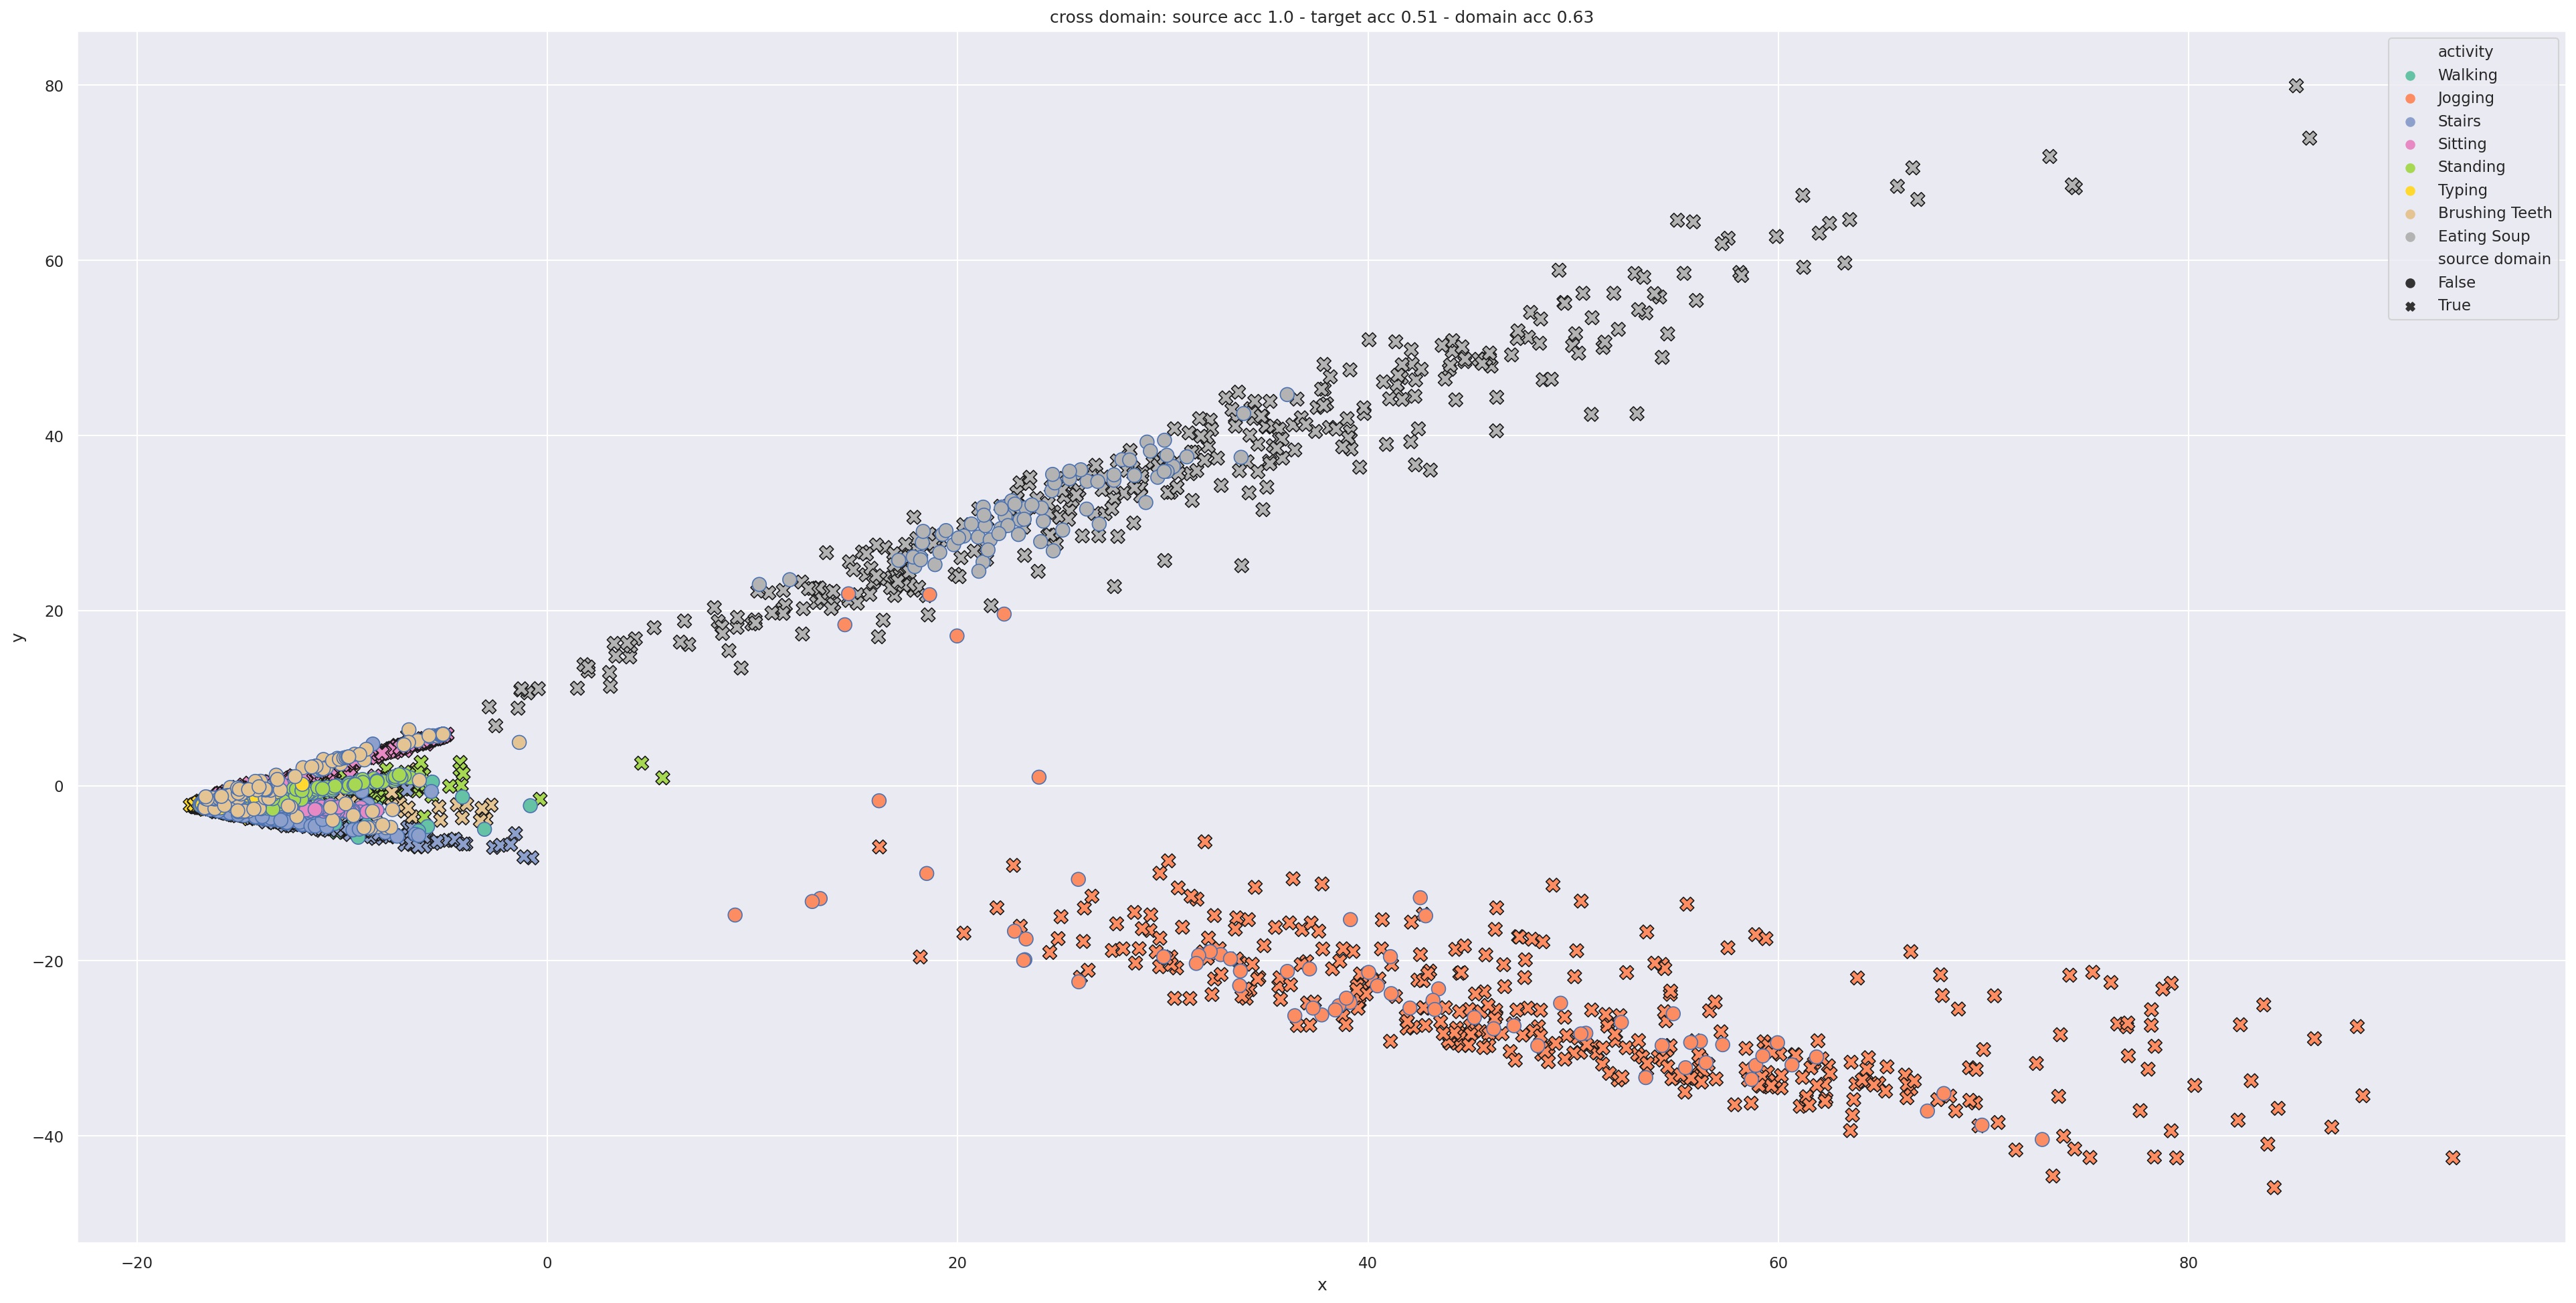 cross domain: source acc 1.0 - target acc 0.51 - domain acc 0.63
activity
Walking
Jogging
Stairs
Sitting
Standing
Typing
Brushing Teeth
Eating Soup
source domain
False
True
80
60
40
20
0
−20
−40
y
−20
0
20
40
60
80
x